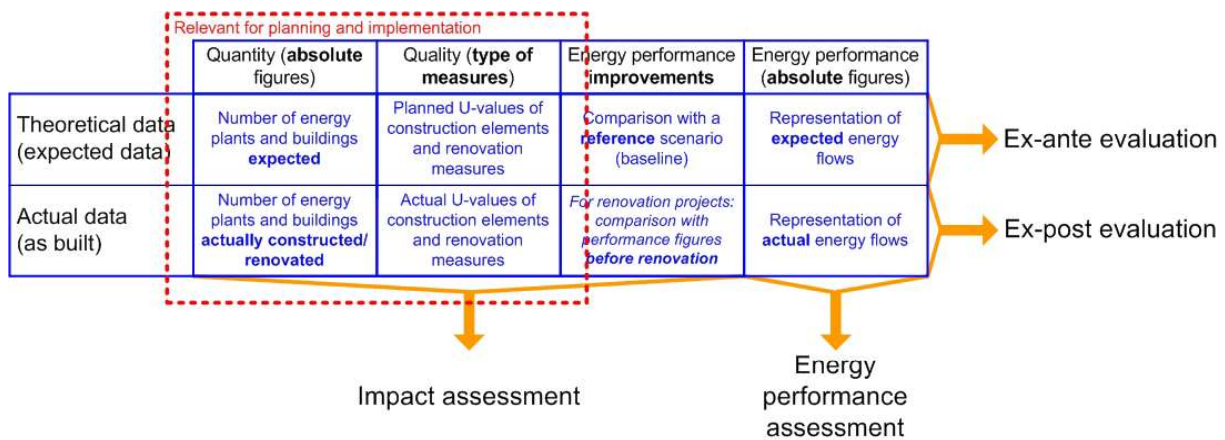 Relevant for planning and implementation
Quantity (absolute
figures)
Quality (type of
measures)
Energy performance
improvements
Energy performance
(absolute figures)
Theoretical data
(expected data)
Number of energy
plants and buildings
expected
Planned U-values of
construction elements
and renovation
measures
Comparison with a
reference scenario
(baseline)
Representation of
expected energy
flows
Ex-ante evaluation
Actual data
(as built)
Number of energy
plants and buildings
actually constructed/
renovated
Actual U-values of
construction elements
and renovation
measures
For renovation projects:
comparison with
performance figures
before renovation
Representation of
actual energy flows
Ex-post evaluation
Impact assessment
Energy
performance
assessment